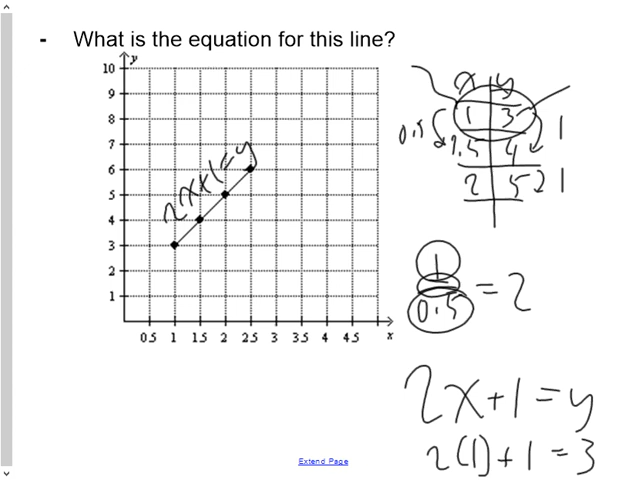 - What is the equation for this line?
y
10
9
8
7
6
5
4
3
2
1
0.5 1 1.5 2 2.5 3 3.5 4 4.5 x
2x+1=y
x y
1 3
0.5 1
1.5 4
2 5 1
1
0.5 = 2
2x+1=y
2(1)+1=3
Extend Page